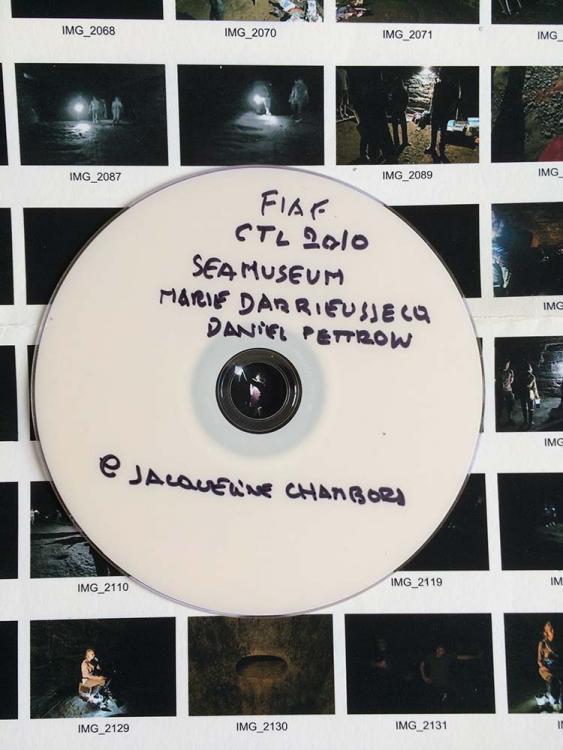 IMG_2068
IMG_2070
IMG_2071
IMG_2087
IMG_2089
FIAF
CTL 2010
SEAMUSEUM
MARIE DARRIEUSSECQ
DANIEL PETTROW
© JACQUELINE CHAMBORD
IMG_2110
IMG_2119
IMG_2129
IMG_2130
IMG_2131